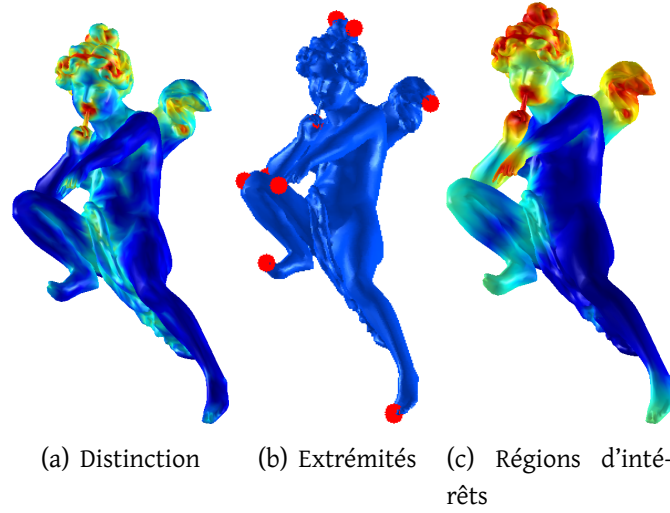 (a) Distinction
(b) Extrémités
(c) Régions d'inté-
rêts